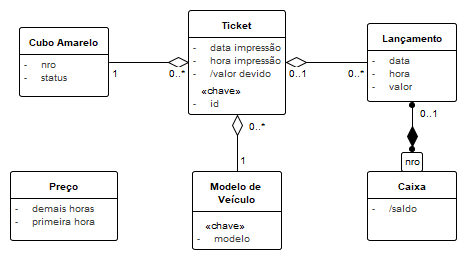 Ticket
- data impressão
- hora impressão
- /valor devido
«chave»
- id
Cubo Amarelo
- nro
- status
1
0..*
Lançamento
- data
- hora
- valor
0..1
0..*
0..1
0..*
1
nro
Preço
- demais horas
- primeira hora
Modelo de
Veículo
«chave»
- modelo
Caixa
- /saldo